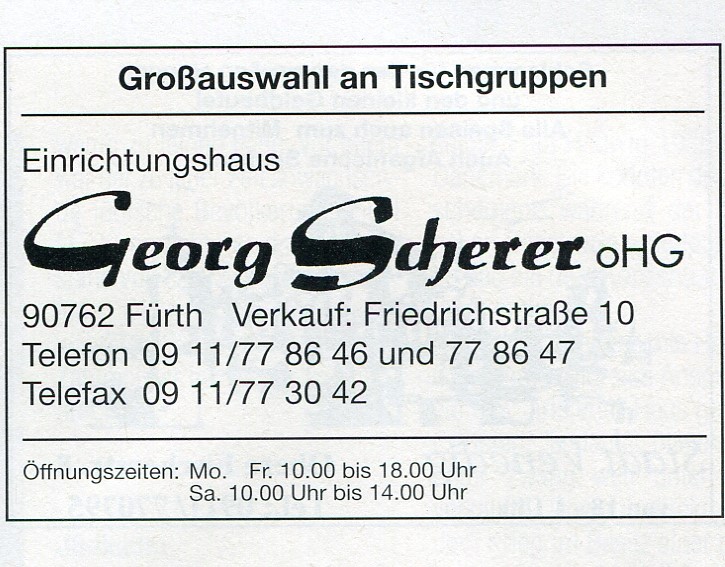 Großauswahl an Tischgruppen
Einrichtungshaus
Georg Scherer oHG
90762 Fürth Verkauf: Friedrichstraße 10
Telefon 09 11/77 86 46 und 77 86 47
Telefax 09 11/77 30 42
Öffnungszeiten: Mo. Fr. 10.00 bis 18.00 Uhr
Sa. 10.00 Uhr bis 14.00 Uhr